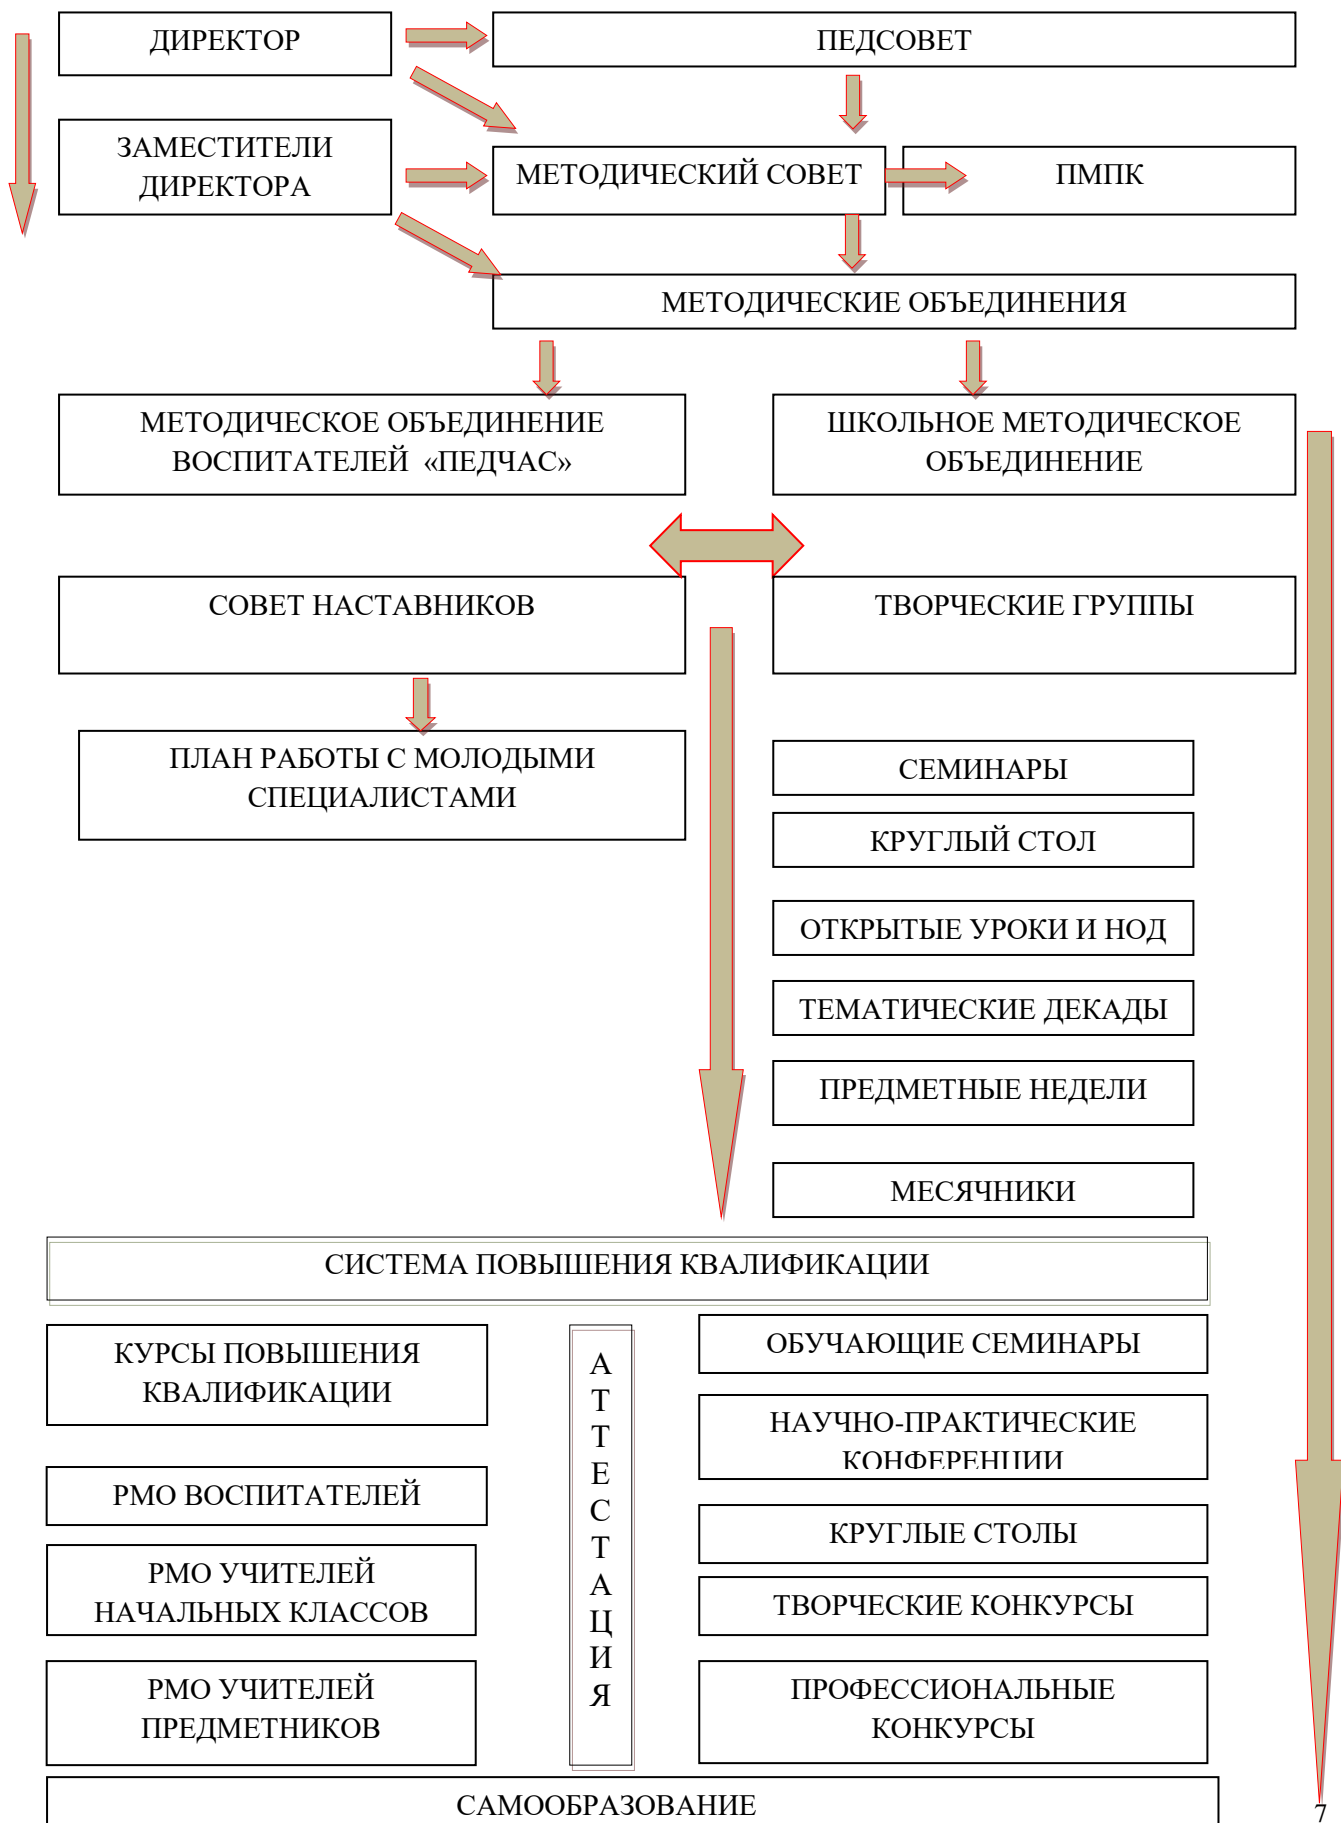 ДИРЕКТОР
ПЕДСОВЕТ
ЗАМЕСТИТЕЛИ
ДИРЕКТОРА
МЕТОДИЧЕСКИЙ СОВЕТ
ПМПК
МЕТОДИЧЕСКИЕ ОБЪЕДИНЕНИЯ
МЕТОДИЧЕСКОЕ ОБЪЕДИНЕНИЕ
ВОСПИТАТЕЛЕЙ «ПЕДЧАС»
ШКОЛЬНОЕ МЕТОДИЧЕСКОЕ
ОБЪЕДИНЕНИЕ
СОВЕТ НАСТАВНИКОВ
ТВОРЧЕСКИЕ ГРУППЫ
ПЛАН РАБОТЫ С МОЛОДЫМИ
СПЕЦИАЛИСТАМИ
СЕМИНАРЫ
КРУГЛЫЙ СТОЛ
ОТКРЫТЫЕ УРОКИ И НОД
ТЕМАТИЧЕСКИЕ ДЕКАДЫ
ПРЕДМЕТНЫЕ НЕДЕЛИ
МЕСЯЧНИКИ
СИСТЕМА ПОВЫШЕНИЯ КВАЛИФИКАЦИИ
КУРСЫ ПОВЫШЕНИЯ
КВАЛИФИКАЦИИ
РМО ВОСПИТАТЕЛЕЙ
РМО УЧИТЕЛЕЙ
НАЧАЛЬНЫХ КЛАССОВ
РМО УЧИТЕЛЕЙ
ПРЕДМЕТНИКОВ
АТТЕСТАЦИЯ
ОБУЧАЮЩИЕ СЕМИНАРЫ
НАУЧНО-ПРАКТИЧЕСКИЕ
КОНФЕРЕНЦИИ
КРУГЛЫЕ СТОЛЫ
ТВОРЧЕСКИЕ КОНКУРСЫ
ПРОФЕССИОНАЛЬНЫЕ
КОНКУРСЫ
САМООБРАЗОВАНИЕ
7